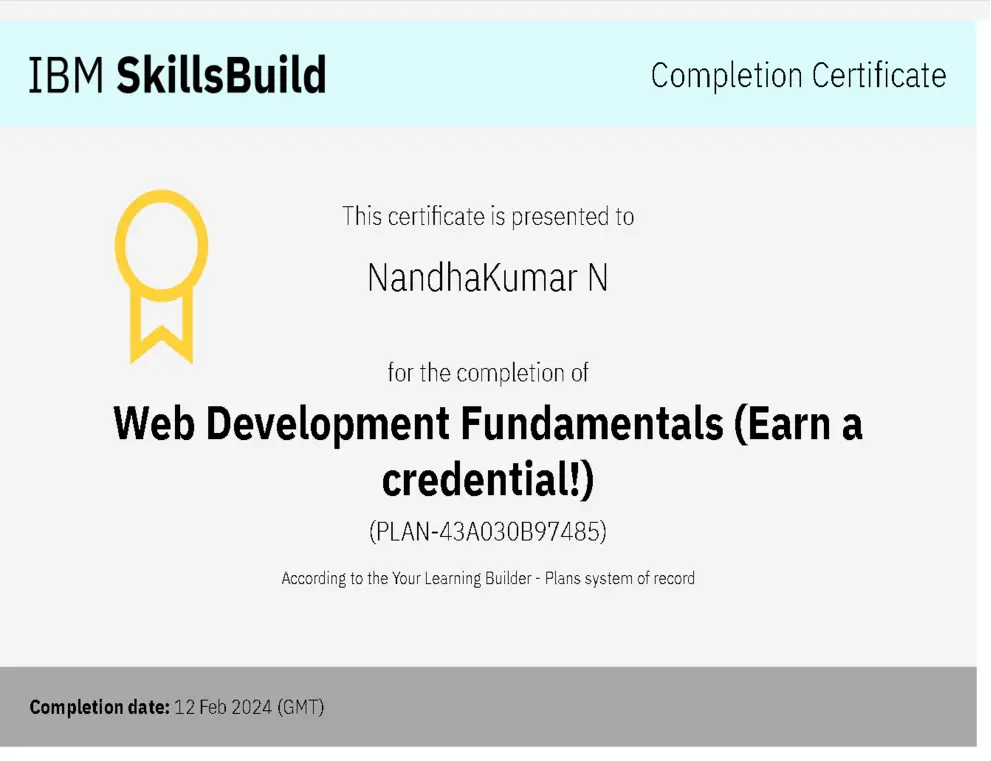 IBM SkillsBuild
Completion Certificate
This certificate is presented to
NandhaKumar N
for the completion of
Web Development Fundamentals (Earn a
credential!)
(PLAN-43A030B97485)
According to the Your Learning Builder - Plans system of record
Completion date: 12 Feb 2024 (GMT)